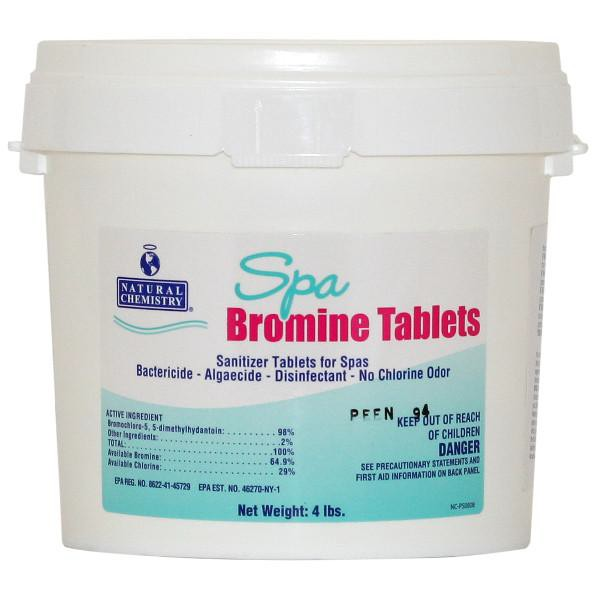 NATURAL
CHEMISTRY®
Spa
Bromine Tablets
Sanitizer Tablets for Spas
Bactericide - Algaecide - Disinfectant - No Chlorine Odor
ACTIVE INGREDIENT
Bromochloro-5, 5-dimethylhydantoin: .......... 98%
Other Ingredients: .......... 2%
TOTAL: .......... 100%
Available Bromine: .......... 64.9%
Available Chlorine: .......... 29%
EPA REG. NO. 8622-41-45729 EPA EST. NO. 46270-NY-1
PEEN 94
KEEP OUT OF REACH
OF CHILDREN
DANGER
SEE PRECAUTIONARY STATEMENTS AND
FIRST AID INFORMATION ON BACK PANEL
Net Weight: 4 lbs.